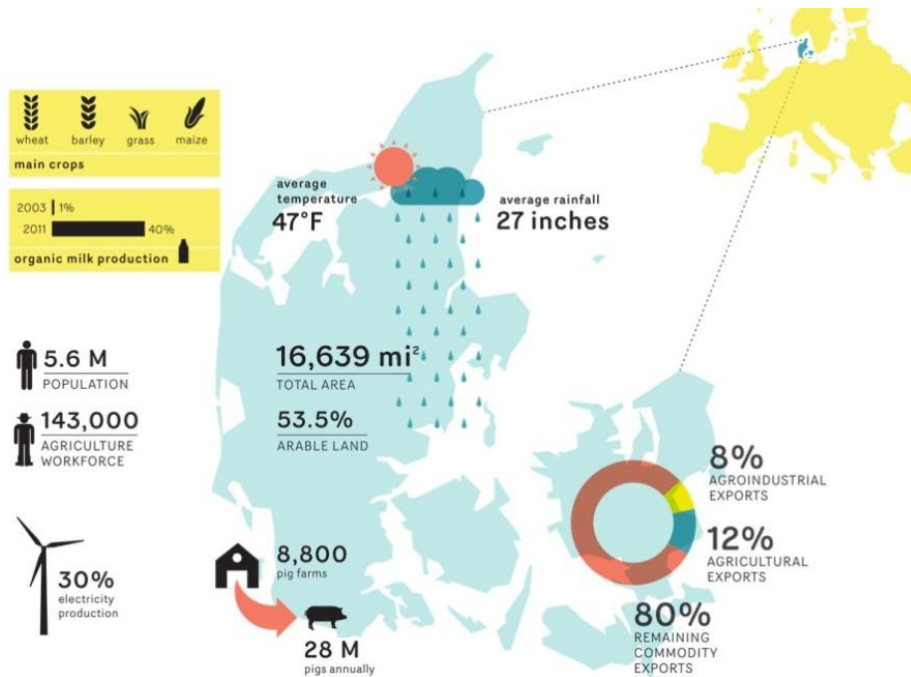 wheat barley grass maize
main crops
2003 1%
2011 40%
organic milk production
average
temperature
47°F
average rainfall
27 inches
5.6 M
POPULATION
143,000
AGRICULTURE
WORKFORCE
16,639 mi²
TOTAL AREA
53.5%
ARABLE LAND
30%
electricity
production
8,800
pig farms
28 M
pigs annually
8%
AGROINDUSTRIAL
EXPORTS
12%
AGRICULTURAL
EXPORTS
80%
REMAINING
COMMODITY
EXPORTS